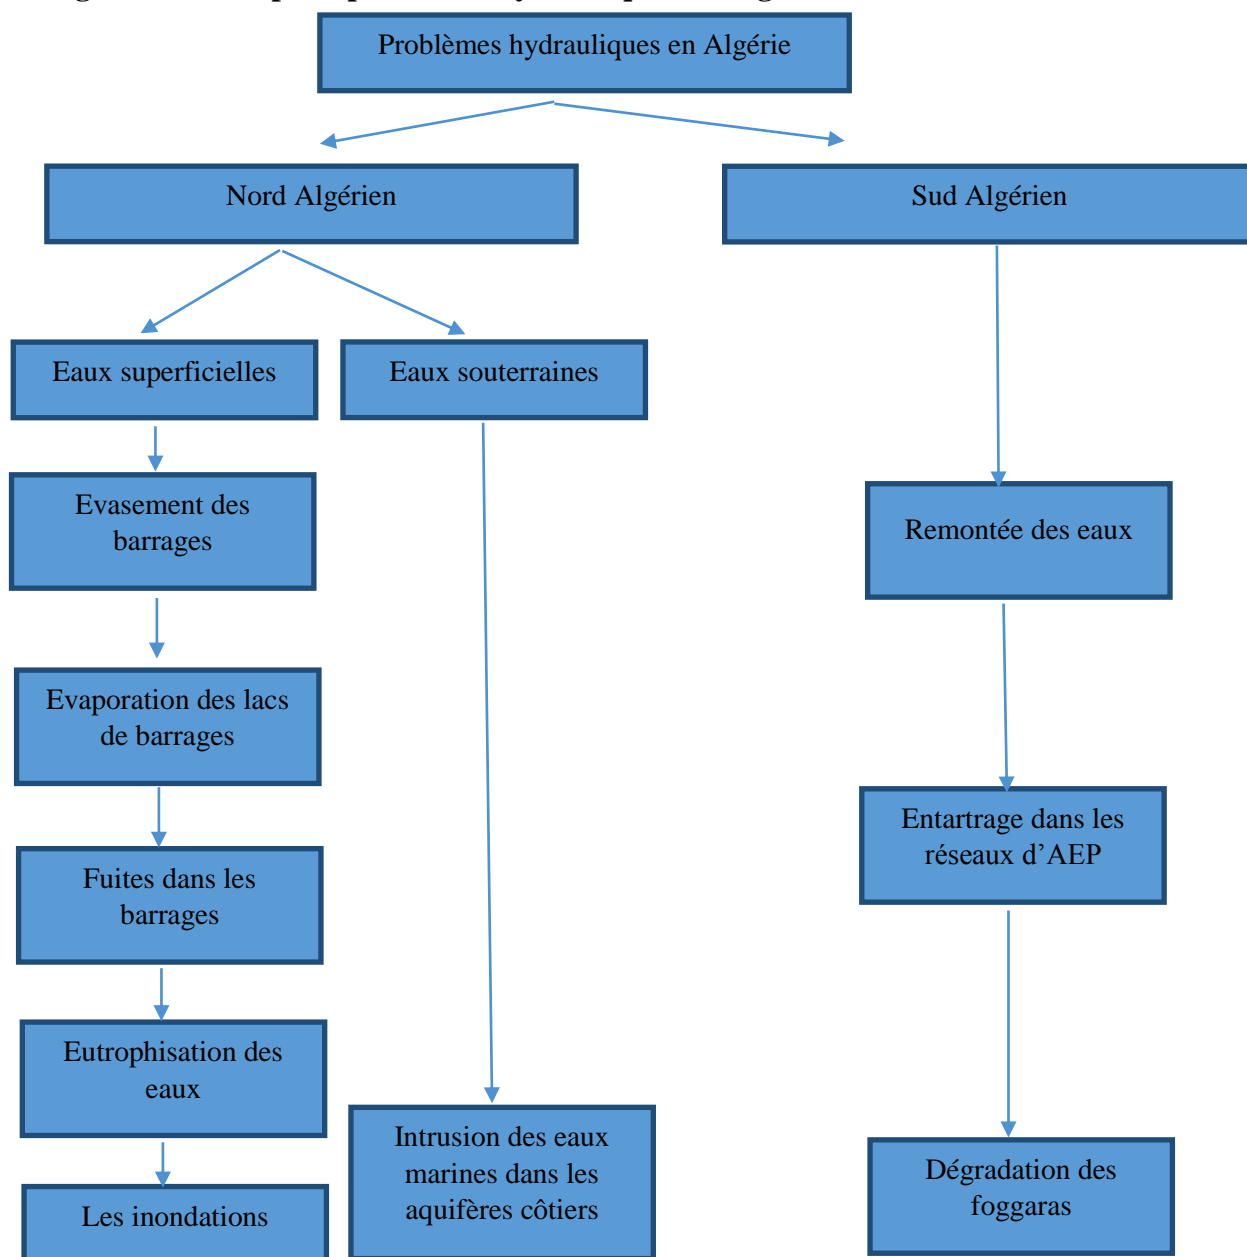 Problèmes hydrauliques en Algérie
Nord Algérien
Sud Algérien
Eaux superficielles
Eaux souterraines
Evasement des
barrages
Remontée des eaux
Evaporation des lacs
de barrages
Entartrage dans les
réseaux d’AEP
Fuites dans les
barrages
Eutrophisation des
eaux
Intrusion des eaux
marines dans les
aquifères côtiers
Dégradation des
foggaras
Les inondations